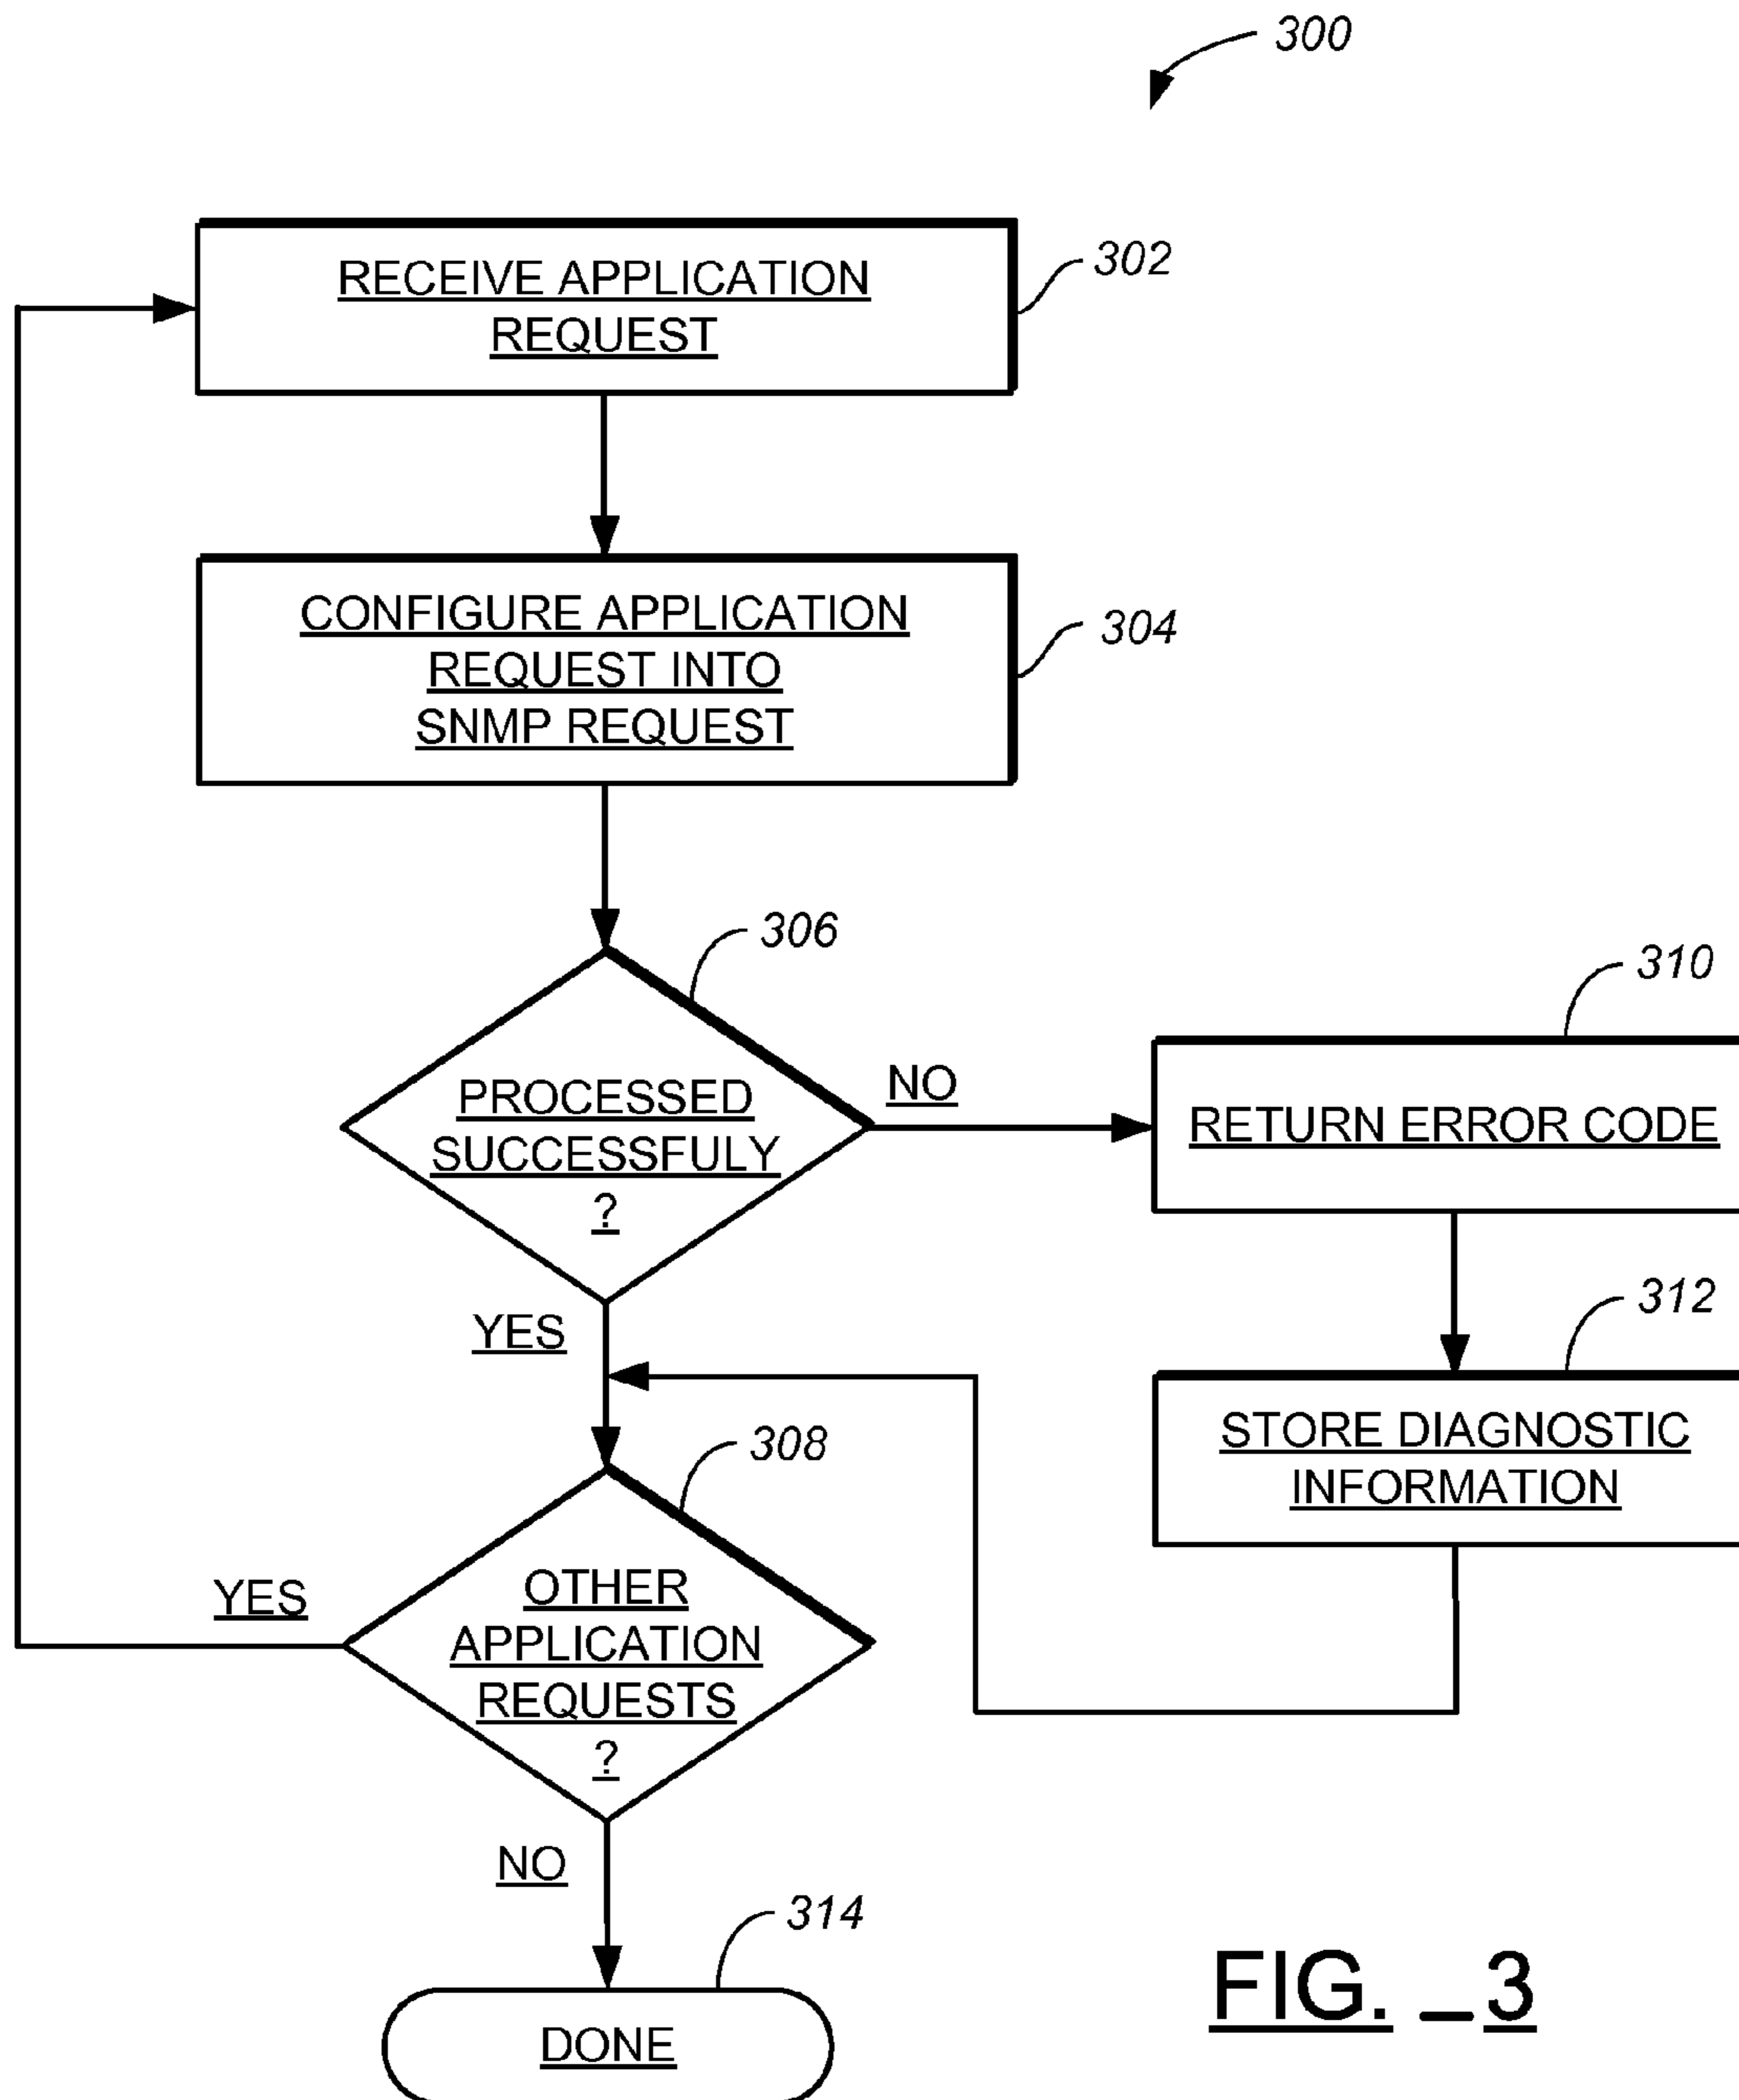 300
RECEIVE APPLICATION
REQUEST
302
CONFIGURE APPLICATION
REQUEST INTO
SNMP REQUEST
304
306
PROCESSED
SUCCESSFULY
?
NO
310
RETURN ERROR CODE
YES
312
STORE DIAGNOSTIC
INFORMATION
308
OTHER
APPLICATION
REQUESTS
?
YES
NO
314
DONE
FIG. _ 3